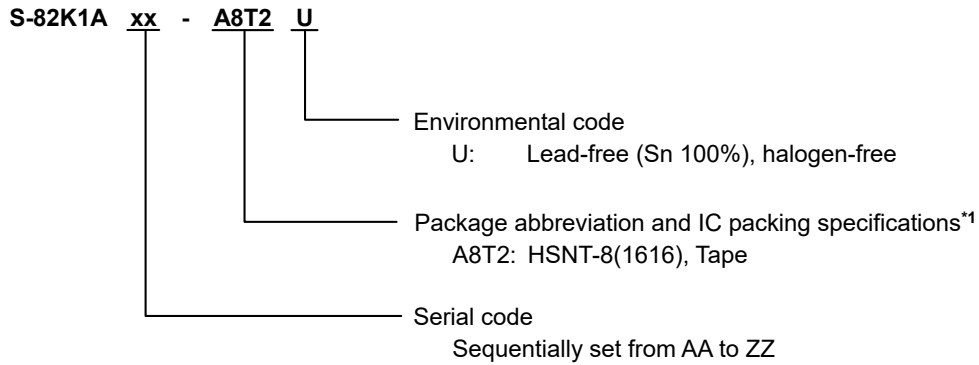 S-82K1A xx - A8T2 U
Environmental code
U: Lead-free (Sn 100%), halogen-free
Package abbreviation and IC packing specifications*1
A8T2: HSNT-8(1616), Tape
Serial code
Sequentially set from AA to ZZ